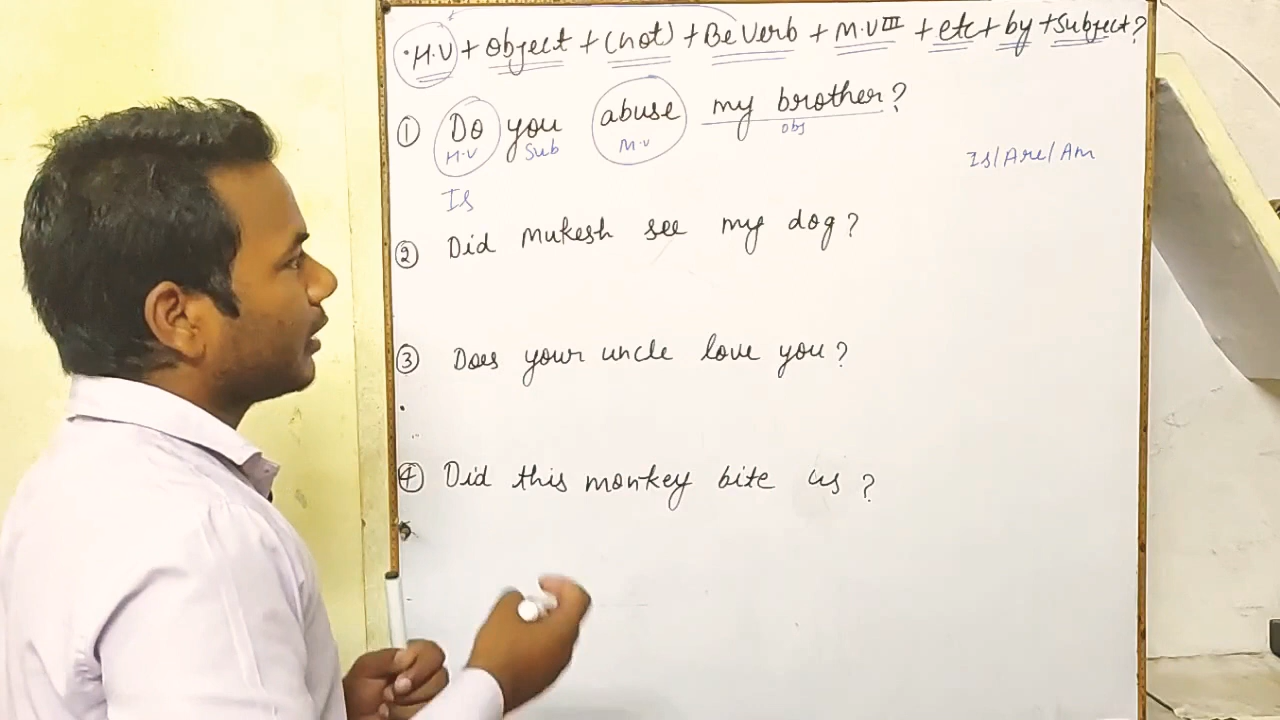 • H.V + object + (not) + Be Verb + M.V III + etc + by + Subject?
① Do you abuse my brother?
H.V Sub M.V obj
Is/Are/Am
Is
② Did Mukesh see my dog?
③ Does your uncle love you?
④ Did this monkey bite us?